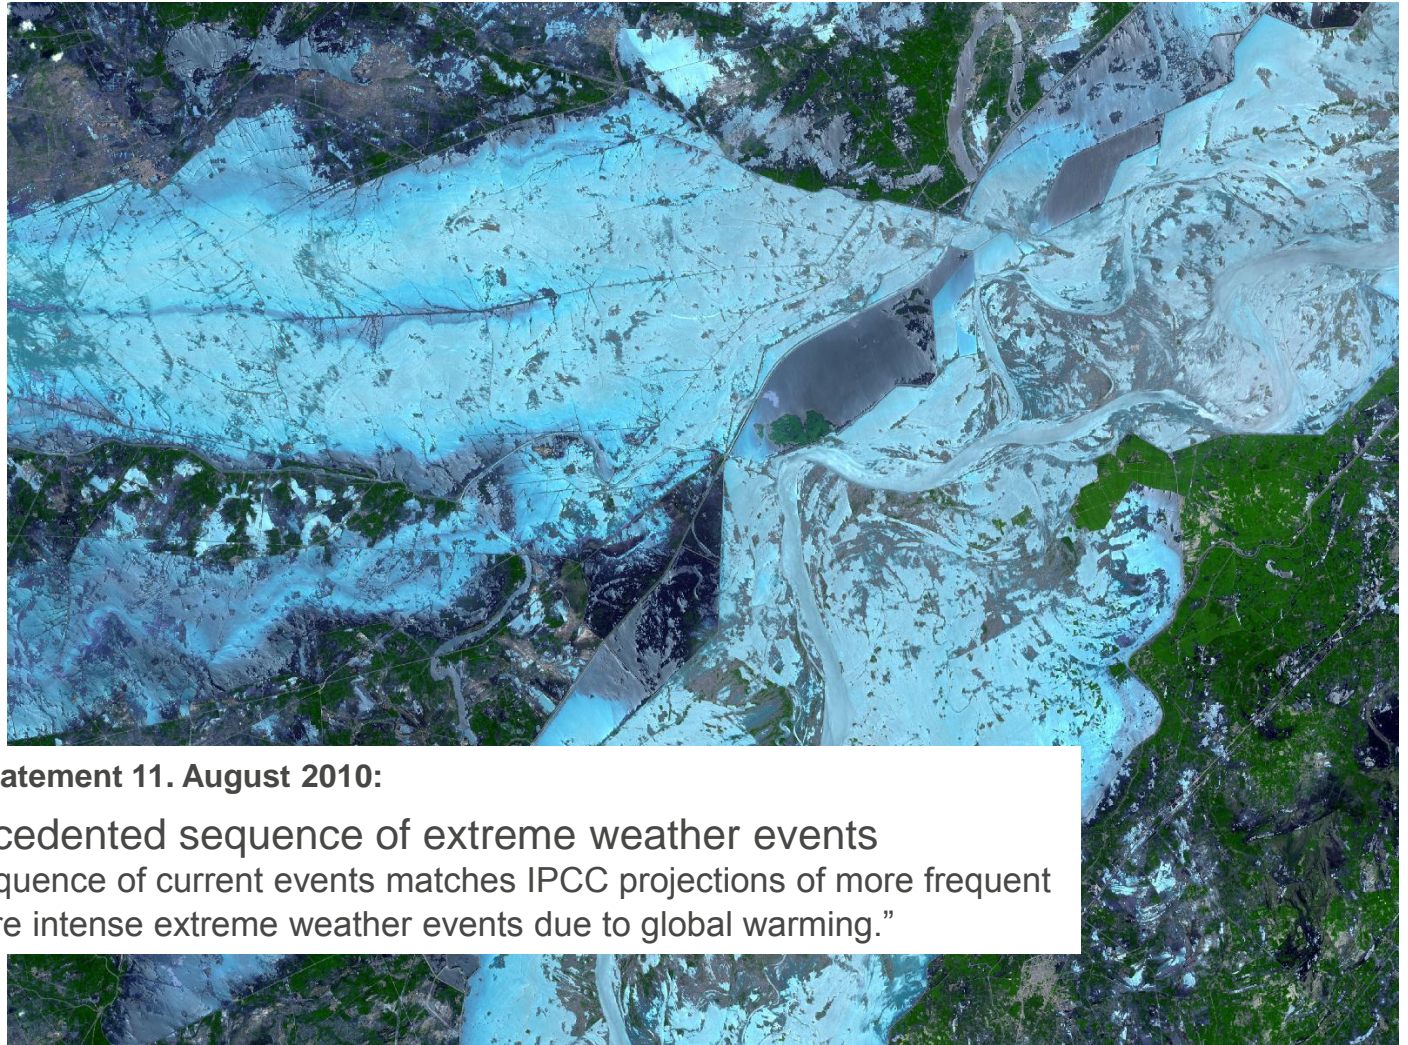 atement 11. August 2010:
cedented sequence of extreme weather events
quence of current events matches IPCC projections of more frequent
re intense extreme weather events due to global warming.”